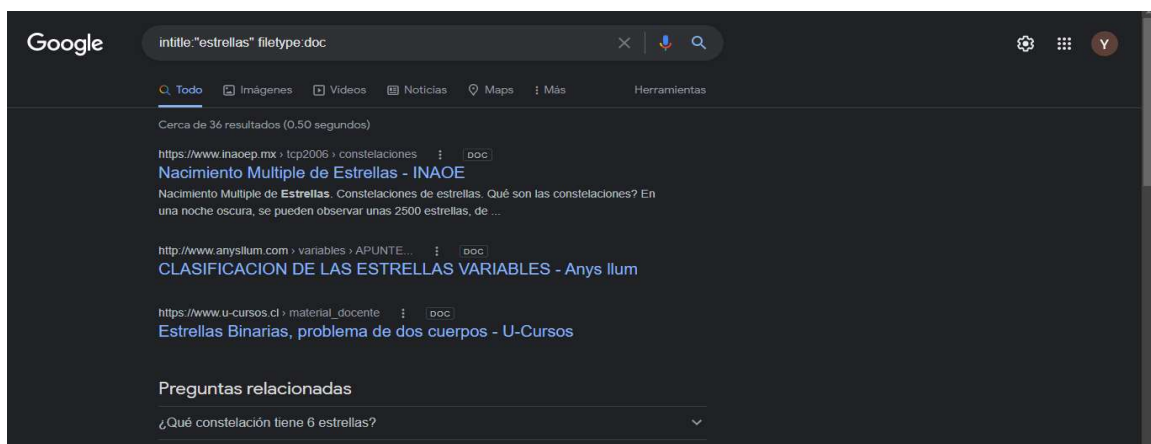 Google
intitle:"estrellas" filetype:doc
Y
Todo Imágenes Videos Noticias Maps Más Herramientas
Cerca de 36 resultados (0.50 segundos)
https://www.inaoep.mx › tcp2006 › constelaciones DOC
Nacimiento Multiple de Estrellas - INAOE
Nacimiento Multiple de Estrellas. Constelaciones de estrellas. Qué son las constelaciones? En
una noche oscura, se pueden observar unas 2500 estrellas, de ...
http://www.anysllum.com › variables › APUNTE... DOC
CLASIFICACION DE LAS ESTRELLAS VARIABLES - Anys llum
https://www.u-cursos.cl › material_docente DOC
Estrellas Binarias, problema de dos cuerpos - U-Cursos
Preguntas relacionadas
¿Qué constelación tiene 6 estrellas?